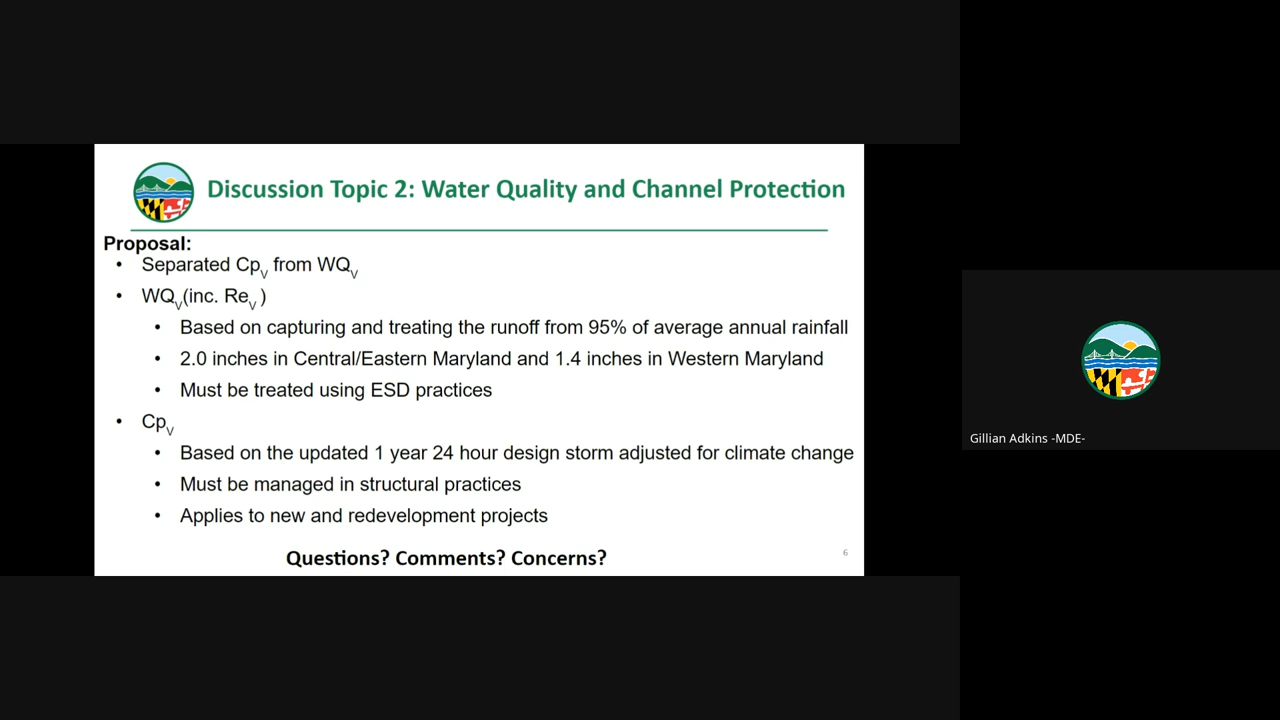 Discussion Topic 2: Water Quality and Channel Protection
Proposal:
• Separated CpV from WQV
• WQV(inc. ReV )
• Based on capturing and treating the runoff from 95% of average annual rainfall
• 2.0 inches in Central/Eastern Maryland and 1.4 inches in Western Maryland
• Must be treated using ESD practices
• CpV
• Based on the updated 1 year 24 hour design storm adjusted for climate change
• Must be managed in structural practices
• Applies to new and redevelopment projects
Questions? Comments? Concerns?
6
Gillian Adkins -MDE-